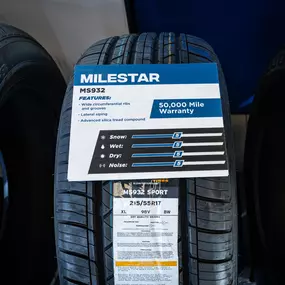 MILESTAR
MS932
FEATURES:
- Wide circumferential ribs
and grooves
- Lateral siping
- Advanced silica tread compound
50,000 Mile
Warranty
Snow:
Wet:
Dry:
Noise:
MS932 SPORT
215/55R17
XL 98V BW